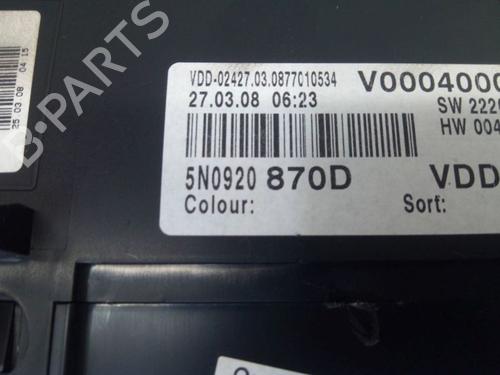 VDD-02427.03.0877010534
V0004000
27.03.08 06:23
SW 222
HW 004
5N0920 870D
VDD
Colour:
Sort:
25 03 08 04 15
B-PARTS